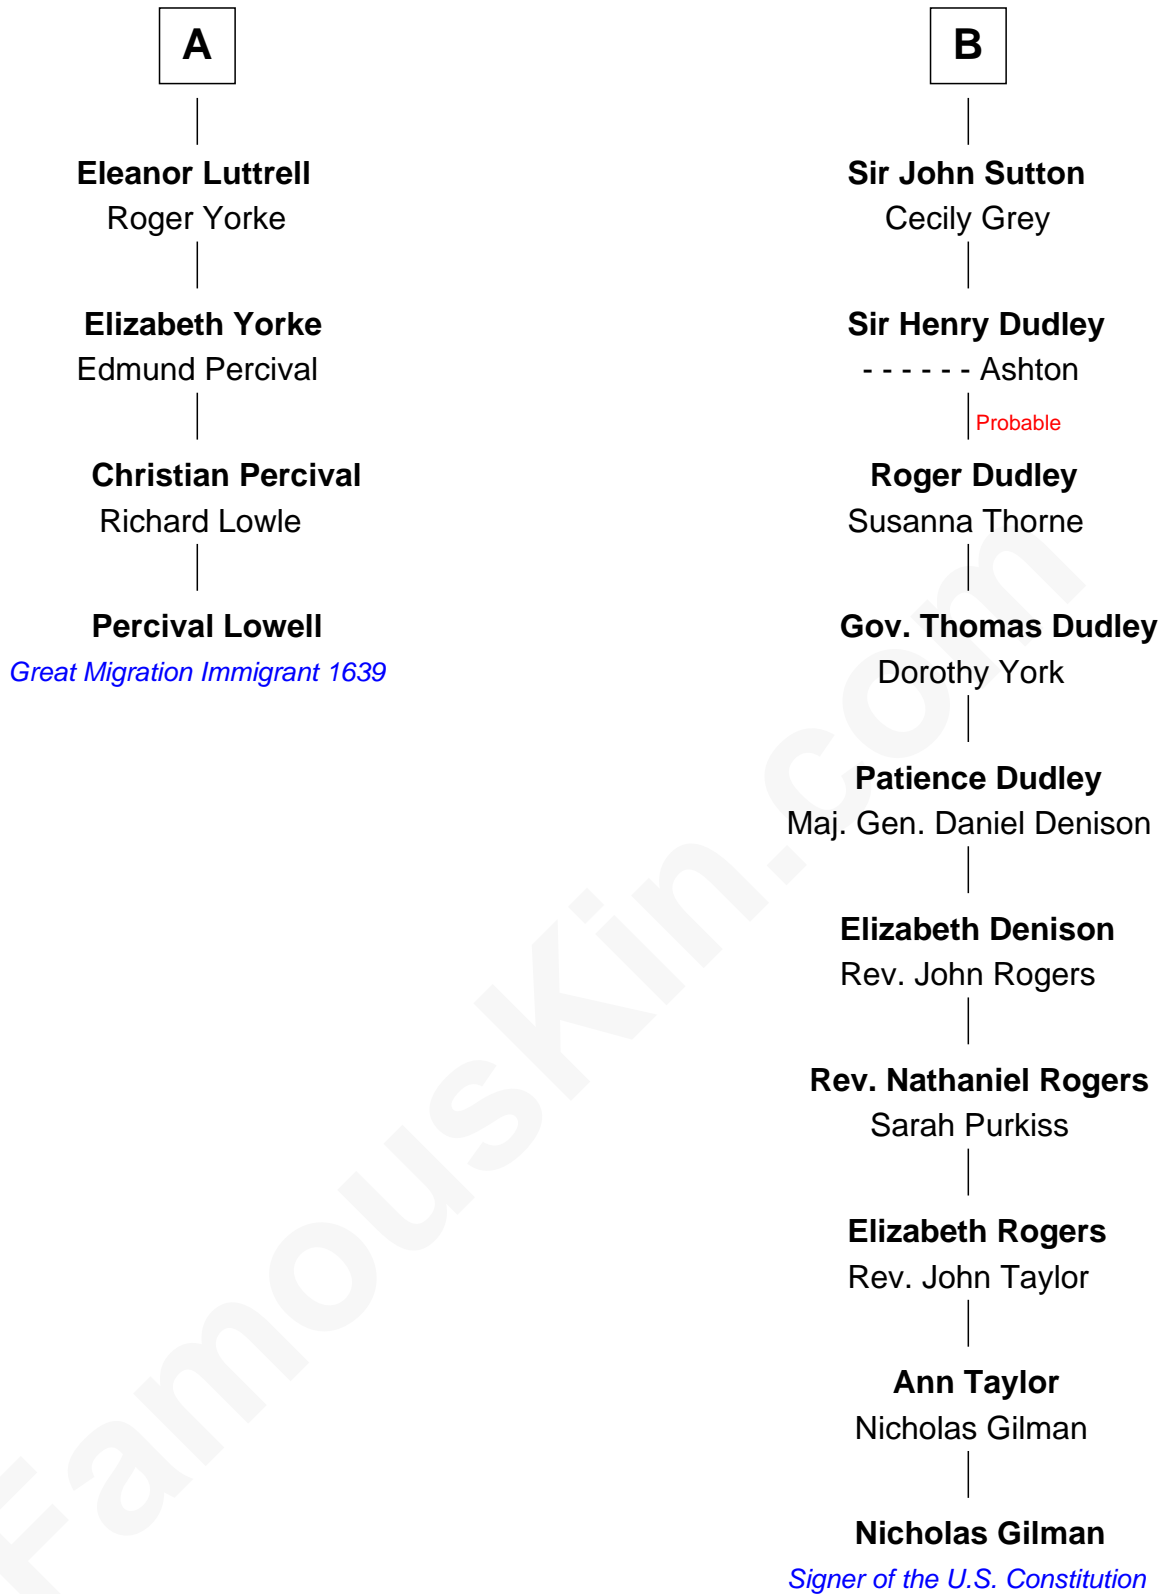 A
Eleanor Luttrell
Roger Yorke
Elizabeth Yorke
Edmund Percival
Christian Percival
Richard Lowle
Percival Lowell
Great Migration Immigrant 1639
B
Sir John Sutton
Cecily Grey
Sir Henry Dudley
- - - - - - Ashton
Probable
Roger Dudley
Susanna Thorne
Gov. Thomas Dudley
Dorothy York
Patience Dudley
Maj. Gen. Daniel Denison
Elizabeth Denison
Rev. John Rogers
Rev. Nathaniel Rogers
Sarah Purkiss
Elizabeth Rogers
Rev. John Taylor
Ann Taylor
Nicholas Gilman
Nicholas Gilman
Signer of the U.S. Constitution
FamousKin.com